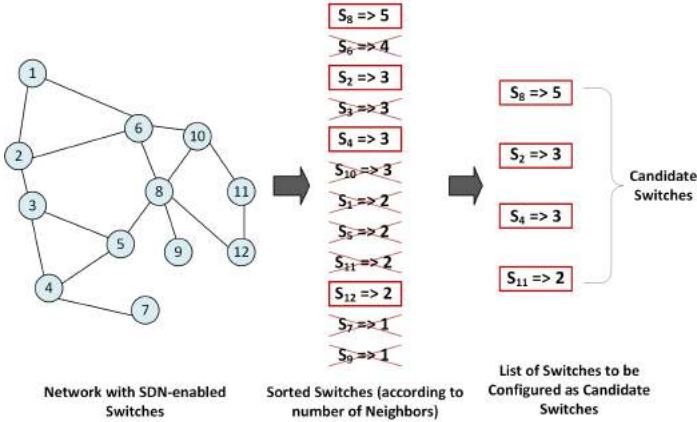 1
2
3
4
5
6
7
8
9
10
11
12
Network with SDN-enabled
Switches
S₈ => 5
S₆ => 4
S₂ => 3
S₃ => 3
S₄ => 3
S₁₀ => 3
S₁ => 2
S₅ => 2
S₁₁ => 2
S₁₂ => 2
S₇ => 1
S₉ => 1
Sorted Switches (according to
number of Neighbors)
S₈ => 5
S₂ => 3
S₄ => 3
S₁₁ => 2
Candidate
Switches
List of Switches to be
Configured as Candidate
Switches